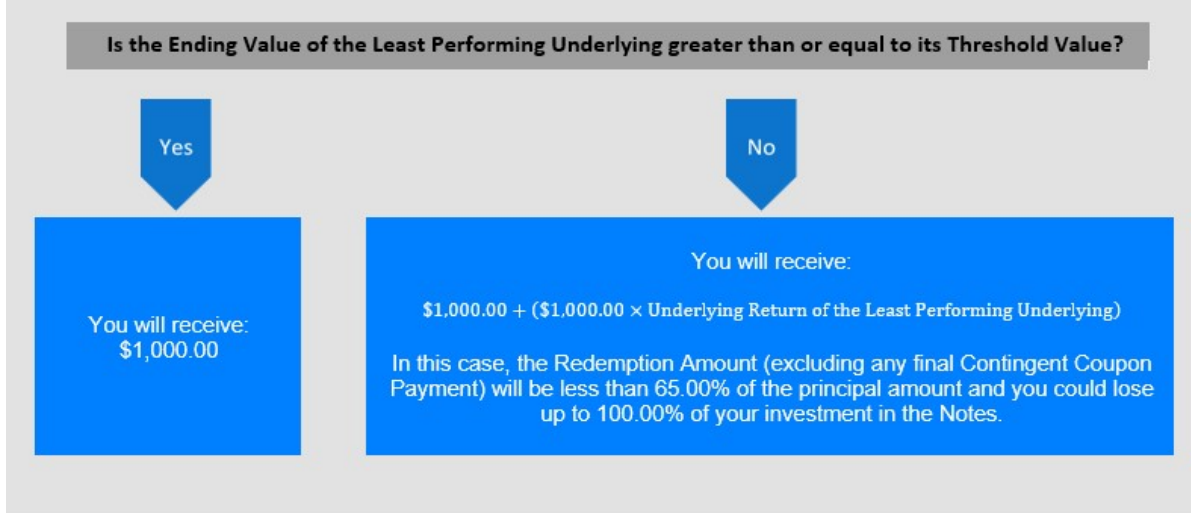 Is the Ending Value of the Least Performing Underlying greater than or equal to its Threshold Value?
Yes
No
You will receive:
$1,000.00
You will receive:
$1,000.00 + ($1,000.00 × Underlying Return of the Least Performing Underlying)
In this case, the Redemption Amount (excluding any final Contingent Coupon
Payment) will be less than 65.00% of the principal amount and you could lose
up to 100.00% of your investment in the Notes.